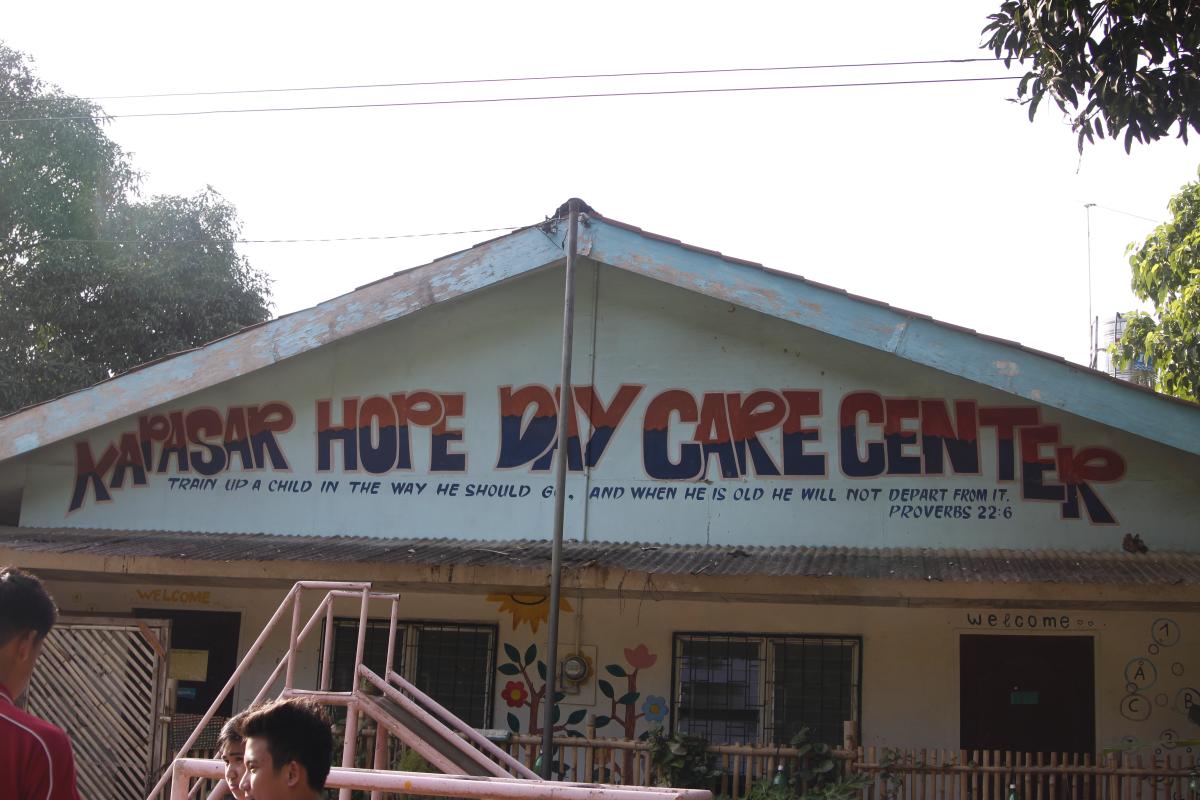 KAPASAR HOPE DAY CARE CENTER
TRAIN UP A CHILD IN THE WAY HE SHOULD GO, AND WHEN HE IS OLD HE WILL NOT DEPART FROM IT.
PROVERBS 22:6
WELCOME
welcome
1
A
C
B